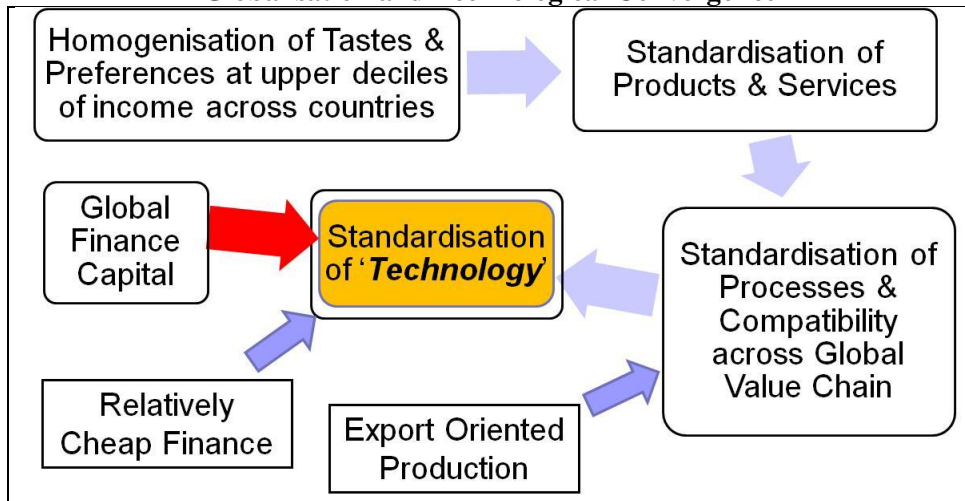 Homogenisation of Tastes &
Preferences at upper deciles
of income across countries
Standardisation of
Products & Services
Global
Finance
Capital
Standardisation
of ‘Technology’
Standardisation of
Processes &
Compatibility
across Global
Value Chain
Relatively
Cheap Finance
Export Oriented
Production